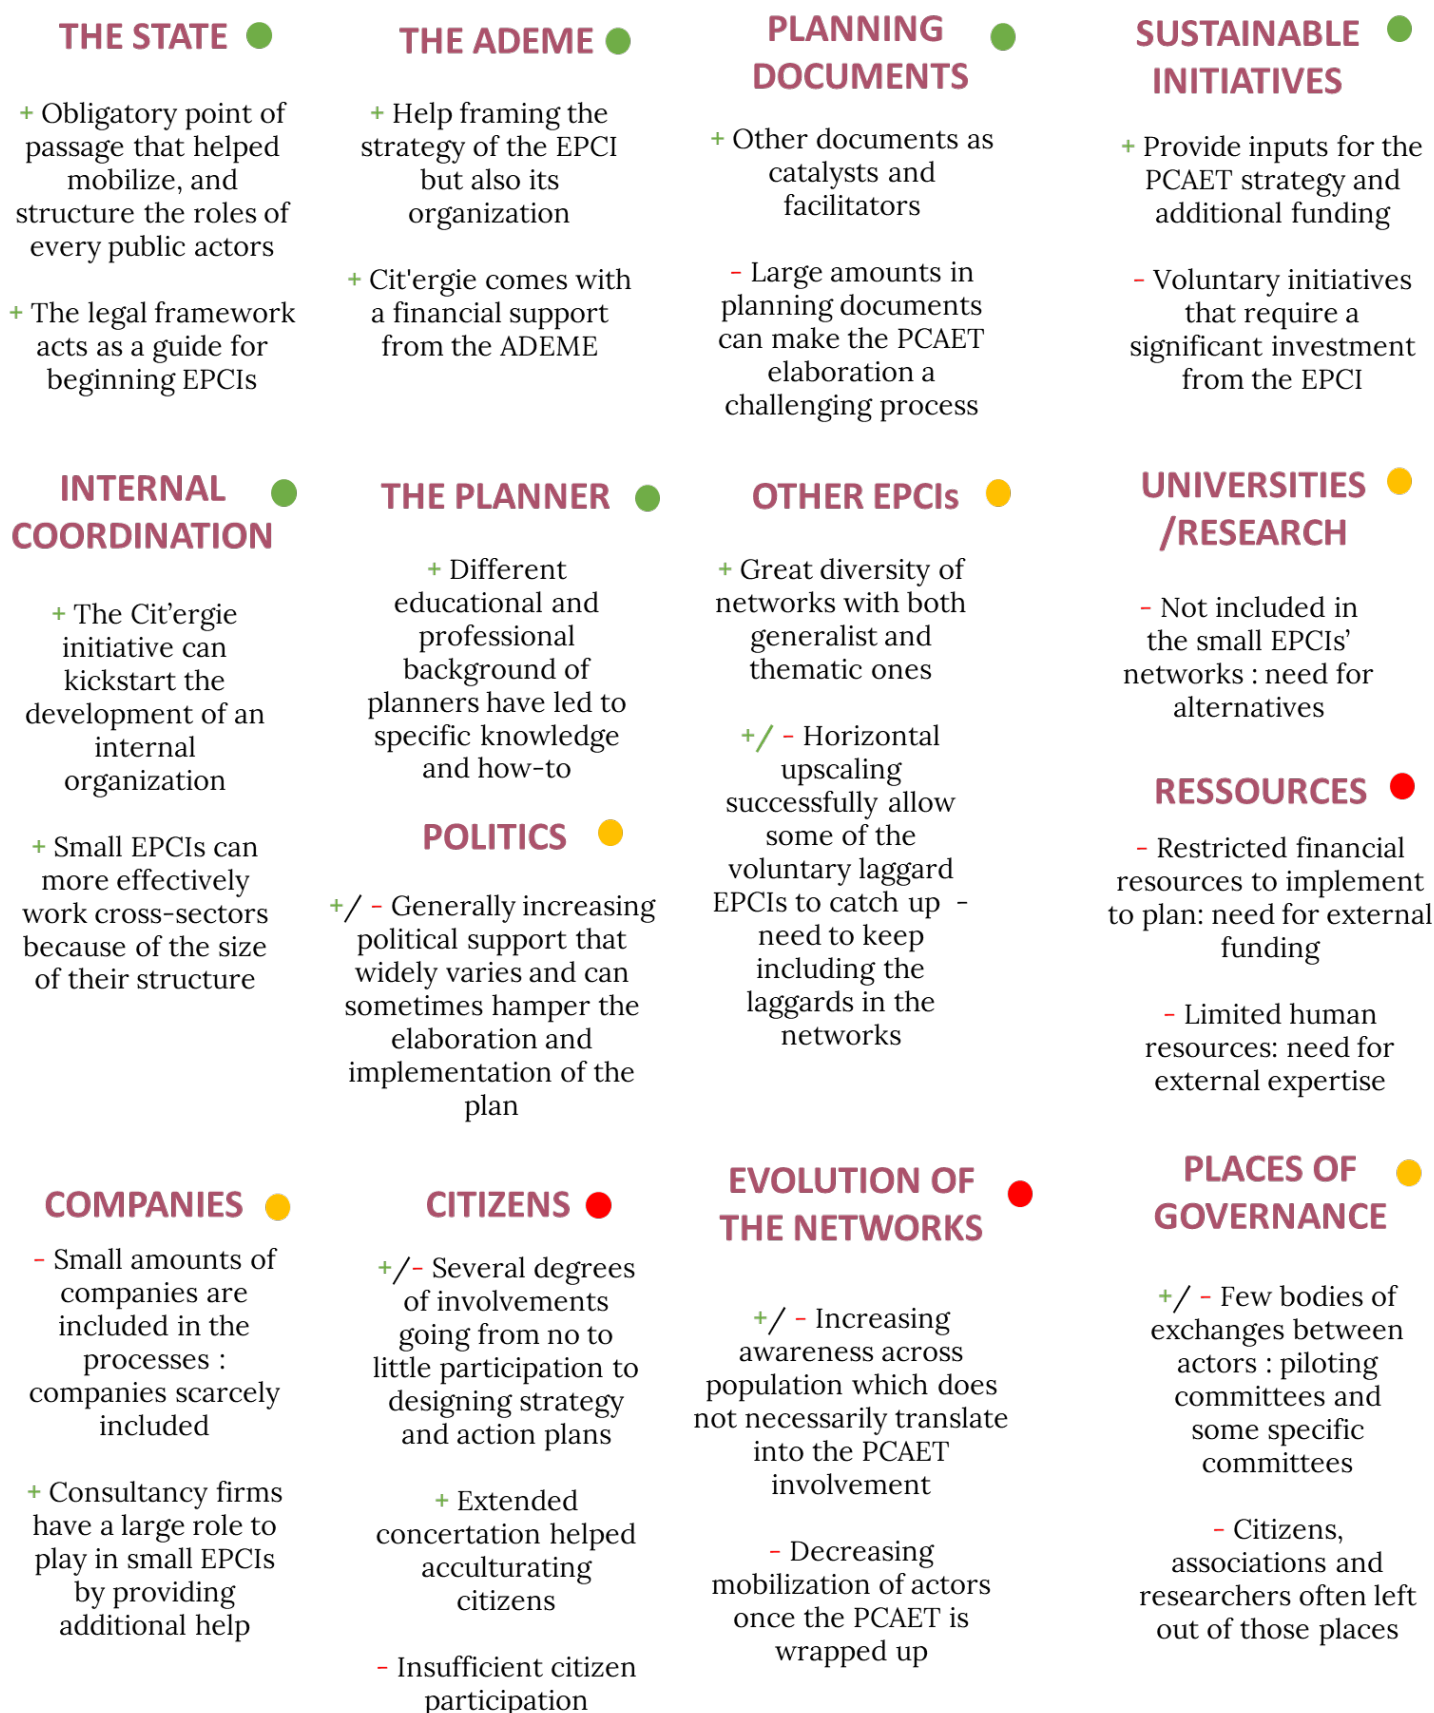 THE STATE
+ Obligatory point of
passage that helped
mobilize, and
structure the roles of
every public actors
+ The legal framework
acts as a guide for
beginning EPCIs
THE ADEME
+ Help framing the
strategy of the EPCI
but also its
organization
+ Cit'ergie comes with
a financial support
from the ADEME
PLANNING
DOCUMENTS
+ Other documents as
catalysts and
facilitators
- Large amounts in
planning documents
can make the PCAET
elaboration a
challenging process
SUSTAINABLE
INITIATIVES
+ Provide inputs for the
PCAET strategy and
additional funding
- Voluntary initiatives
that require a
significant investment
from the EPCI
INTERNAL
COORDINATION
+ The Cit’ergie
initiative can
kickstart the
development of an
internal
organization
+ Small EPCIs can
more effectively
work cross-sectors
because of the size
of their structure
THE PLANNER
+ Different
educational and
professional
background of
planners have led to
specific knowledge
and how-to
POLITICS
+/ - Generally increasing
political support that
widely varies and can
sometimes hamper the
elaboration and
implementation of the
plan
OTHER EPCIs
+ Great diversity of
networks with both
generalist and
thematic ones
+/ - Horizontal
upscaling
successfully allow
some of the
voluntary laggard
EPCIs to catch up -
need to keep
including the
laggards in the
networks
UNIVERSITIES
/RESEARCH
- Not included in
the small EPCIs’
networks : need for
alternatives
RESSOURCES
- Restricted financial
resources to implement
to plan: need for external
funding
- Limited human
resources: need for
external expertise
COMPANIES
- Small amounts of
companies are
included in the
processes :
companies scarcely
included
+ Consultancy firms
have a large role to
play in small EPCIs
by providing
additional help
CITIZENS
+/- Several degrees
of involvements
going from no to
little participation to
designing strategy
and action plans
+ Extended
concertation helped
acculturating
citizens
- Insufficient citizen
participation
EVOLUTION OF
THE NETWORKS
+/ - Increasing
awareness across
population which does
not necessarily translate
into the PCAET
involvement
- Decreasing
mobilization of actors
once the PCAET is
wrapped up
PLACES OF
GOVERNANCE
+/ - Few bodies of
exchanges between
actors : piloting
committees and
some specific
committees
- Citizens,
associations and
researchers often left
out of those places